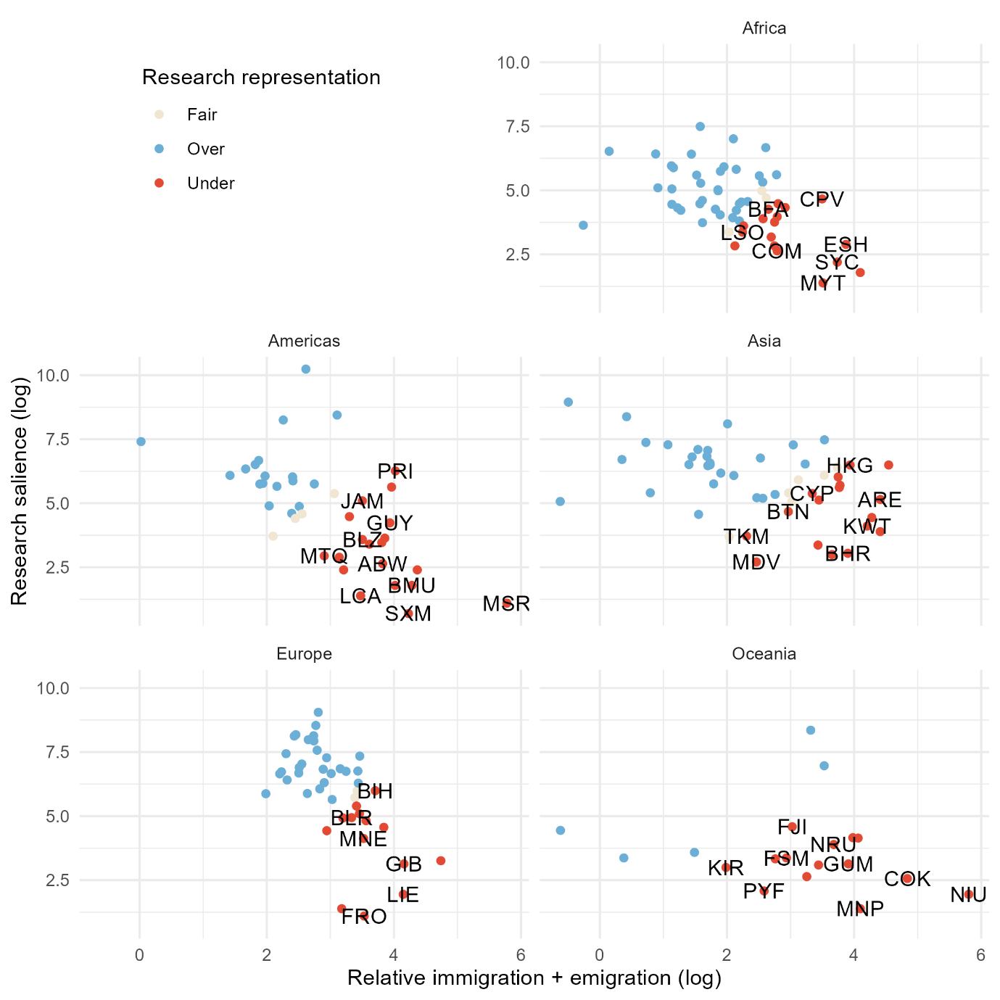 Africa
Research representation
Fair
Over
Under
10.0
7.5
5.0
2.5
CPV
BFA
LSO
COM
ESH
SYC
MYT
Americas
Asia
Research salience (log)
10.0
7.5
5.0
2.5
PRI
JAM
GUY
BLZ
MTQ
ABW
BMU
LCA
SXM
MSR
HKG
CYP
ARE
BTN
KWT
TKM
BHR
MDV
Europe
Oceania
10.0
7.5
5.0
2.5
BIH
BLR
MNE
GIB
LIE
FRO
FJI
NRU
FSM
GUM
KIR
COK
PYF
NIU
MNP
0 2 4 6 0 2 4 6
Relative immigration + emigration (log)